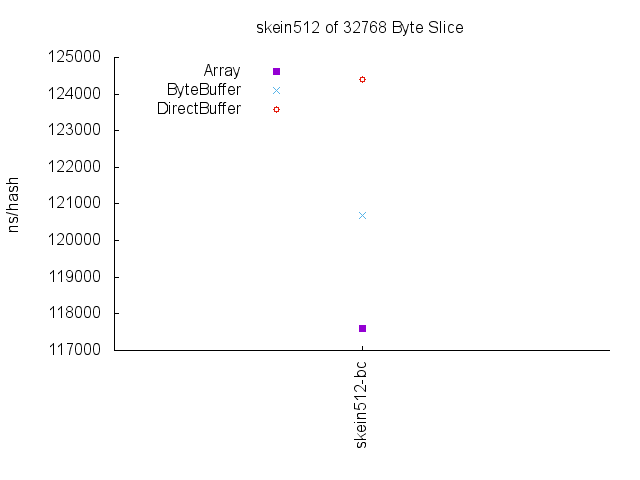 skein512 of 32768 Byte Slice
125000
124000
123000
122000
121000
120000
119000
118000
117000
ns/hash
Array
ByteBuffer
DirectBuffer
skein512-bc